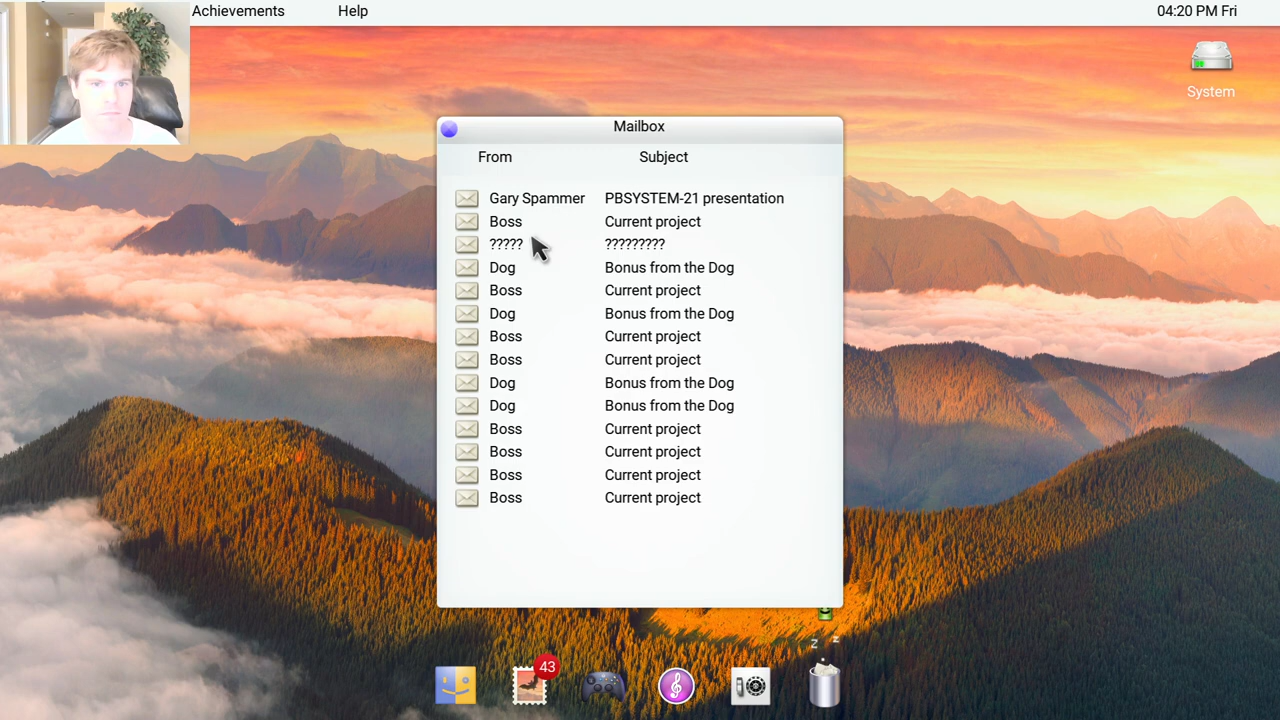 Achievements Help 04:20 PM Fri
System
Mailbox
From Subject
Gary Spammer PBSYSTEM-21 presentation
Boss Current project
????? ?????????
Dog Bonus from the Dog
Boss Current project
Dog Bonus from the Dog
Boss Current project
Boss Current project
Dog Bonus from the Dog
Dog Bonus from the Dog
Boss Current project
Boss Current project
Boss Current project
Boss Current project
z z
43